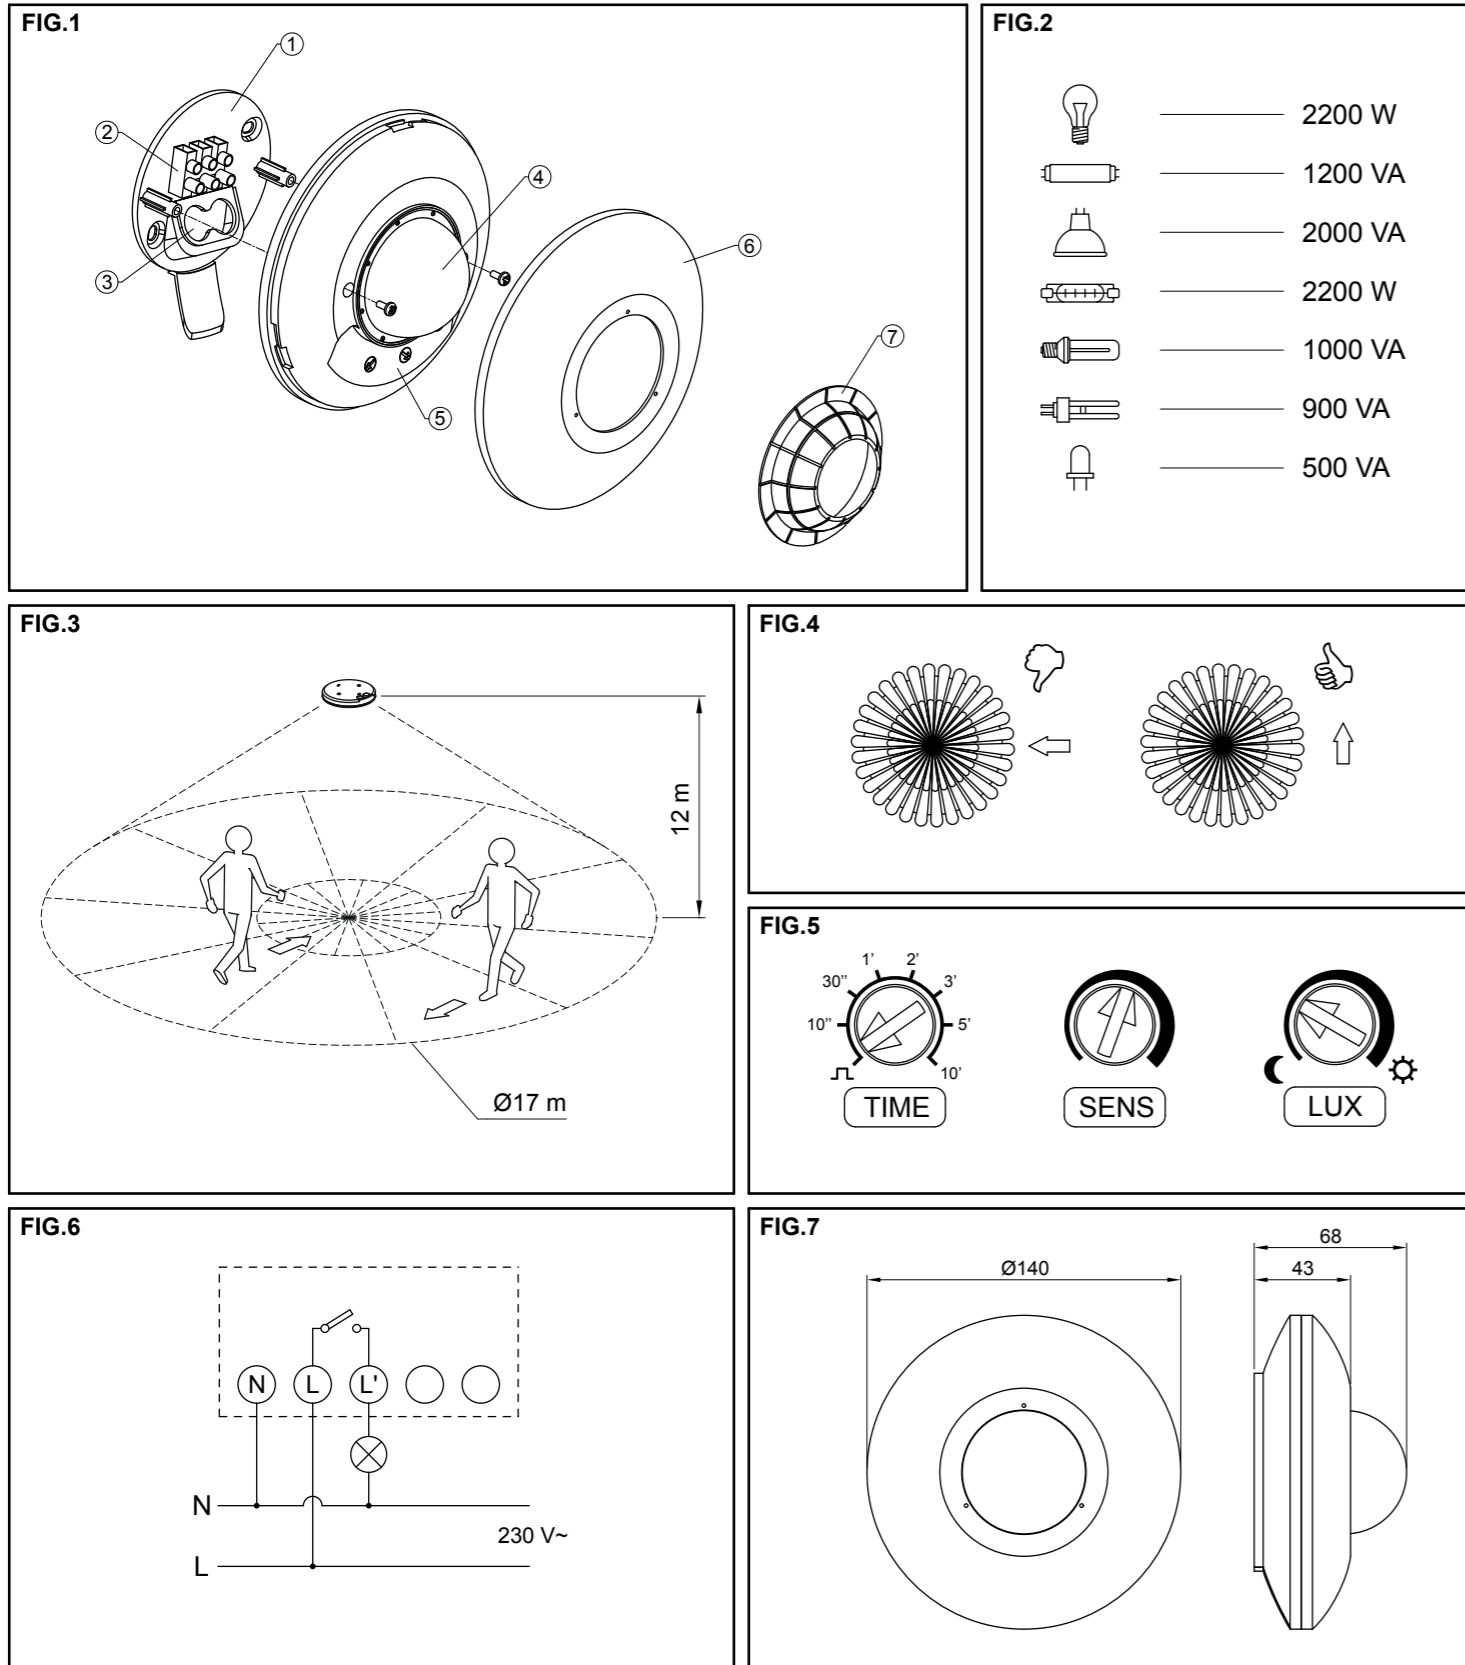 FIG.1
1
2
3
4
5
6
7
FIG.2
2200 W
1200 VA
2000 VA
2200 W
1000 VA
900 VA
500 VA
FIG.3
12 m
Ø17 m
FIG.4
FIG.5
10''
30''
1'
2'
3'
5'
10'
TIME
SENS
LUX
FIG.6
N
L
L'
N
230 V~
L
FIG.7
Ø140
68
43